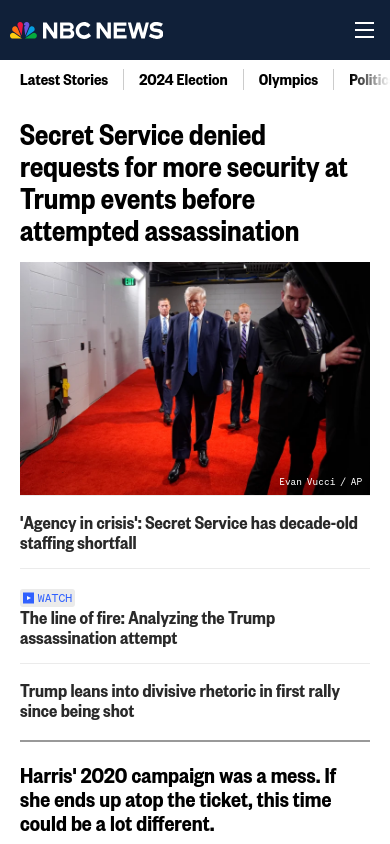 NBC NEWS
Latest Stories
2024 Election
Olympics
Politic
Secret Service denied
requests for more security at
Trump events before
attempted assassination
EXIT
Evan Vucci / AP
'Agency in crisis': Secret Service has decade-old
staffing shortfall
WATCH
The line of fire: Analyzing the Trump
assassination attempt
Trump leans into divisive rhetoric in first rally
since being shot
Harris' 2020 campaign was a mess. If
she ends up atop the ticket, this time
could be a lot different.